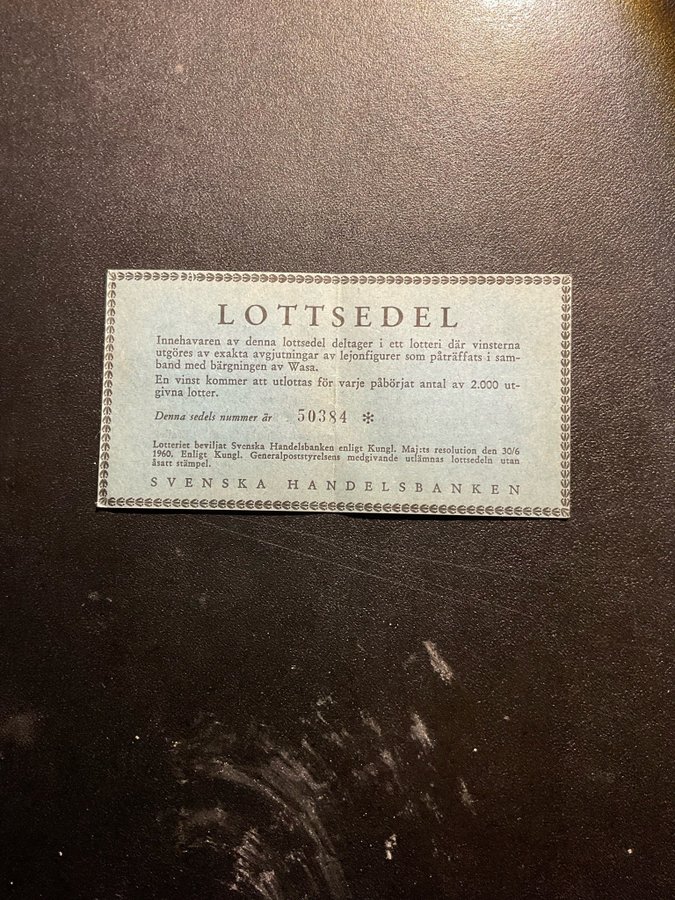 LOTTSEDEL
Innehavaren av denna lottsedel deltager i ett lotteri där vinsterna
utgöres av exakta avgjutningar av lejonfigurer som påträffats i sam-
band med bärgningen av Wasa.
En vinst kommer att utlottas för varje påbörjat antal av 2.000 ut-
givna lotter.
Denna sedels nummer är 50384 *
Lotteriet beviljat Svenska Handelsbanken enligt Kungl. Maj:ts resolution den 30/6
1960. Enligt Kungl. Generalpoststyrelsens medgivande utlämnas lottsedeln utan
åsatt stämpel.
SVENSKA HANDELSBANKEN